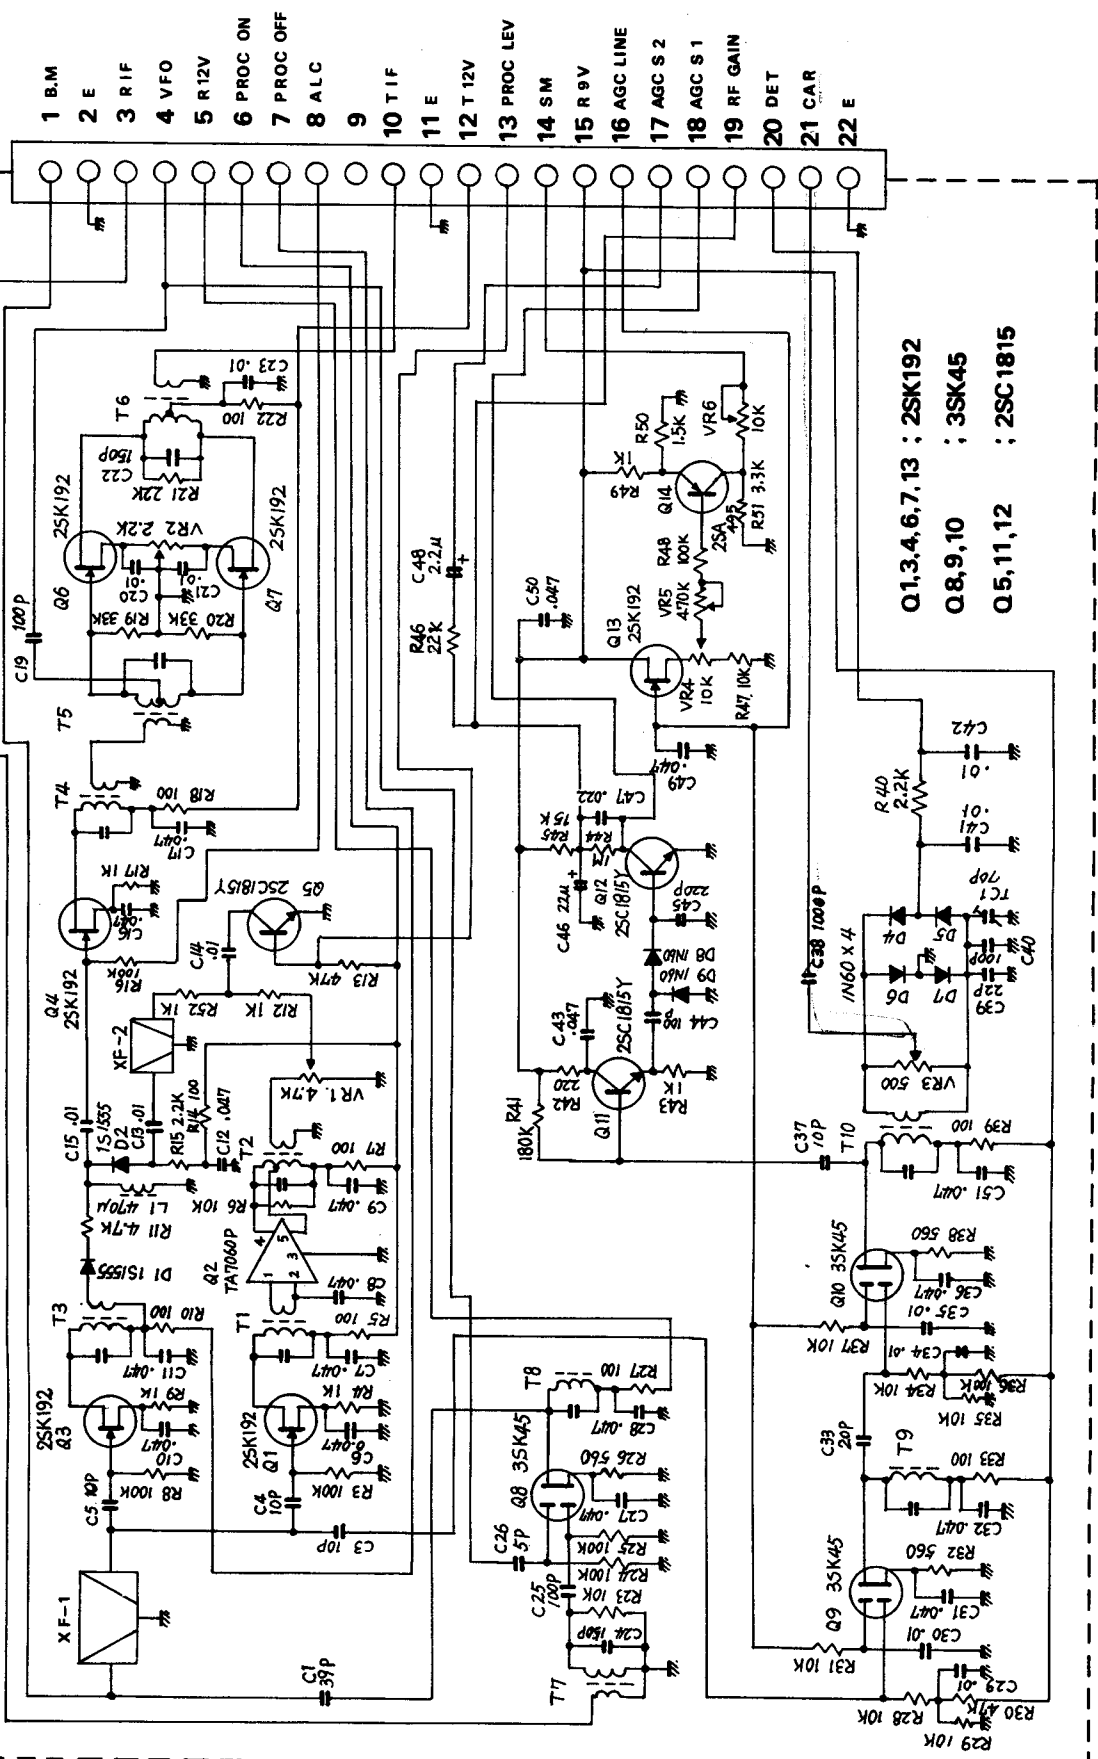 1 B.M
2 E
3 RIF
4 VFO
5 R 12V
6 PROC ON
7 PROC OFF
8 ALC
9
10 TIF
11 E
12 T 12V
13 PROC LEV
14 SM
15 R 9V
16 AGC LINE
17 AGC S 2
18 AGC S 1
19 RF GAIN
20 DET
21 CAR
22 E
C23 .01
T6
R22 100
C22 150P
R21 22K
2SK192
Q6
VR2 2.2K
C20 .01
C21 .01
R19 33K
R20 33K
2SK192
Q7
C19 100P
T5
T4
R18 100
C17 .047
R17 1K
C16 .047
R16 100K
Q4
2SK192
Q5
2SC1815Y
C14 .01
R13 47K
R52 1K
R12 1K
XF-2
VR1. 4.7K
C15 .01
1S1555
D2
C13 .01
R15 2.2K
R14 100
C12 .047
L1 470μ
R11 4.7K
D1 1S1555
T2
R6 10K
R7 100
C9 .047
Q2
TA7060P
1
2
3
4
5
C8 .047
T3
R10 100
C11 .047
T1
R5 100
C7 .047
2SK192
Q3
R9 1K
C10 .047
R8 100K
C5 10P
2SK192
Q1
R4 1K
C6 0.047
R3 100K
C4 10P
C3 10P
XF-1
C1 39P
C48 2.2μ
+
R46 22K
C50 .047
R50 1.5K
VR6
10K
R49
1K
Q14
2SA
495
R51 3.3K
R48 100K
VR5 470K
Q13
2SK192
VR4 10K
R47 10K
C49 .047
C47 .022
R45 15K
R44 1M
C46 22μ
+
Q12
2SC1815Y
C45 220P
D8 1N60
D9 1N60
C44 100P
C43 .047
2SC1815Y
Q11
R42 220
R43 1K
R41 180K
Q1,3,4,6,7,13 ; 2SK192
Q8,9,10 ; 3SK45
Q5,11,12 ; 2SC1815
C42 .01
R40 2.2K
C41 .01
TC1 70P
C40 100P
C39 22P
C38 1000P
1N60 x 4
D4
D5
D6
D7
VR3 500
T10
C37 10P
R39 100
C51 .047
Q10 3SK45
R38 560
C36 .047
C35 .01
R37 10K
C34 .01
R34 10K
R36 100K
R35 10K
C33 20P
T9
R33 100
C32 .047
Q9 3SK45
R32 560
C31 .047
C30 .01
R31 10K
C29 .01
R28 10K
R30 47K
R29 10K
T8
R27 100
C28 .047
3SK45
Q8
R26 560
C27 .047
R25 100K
R24 100K
C26 5P
C25 100P
R23 10K
C24 150P
T7